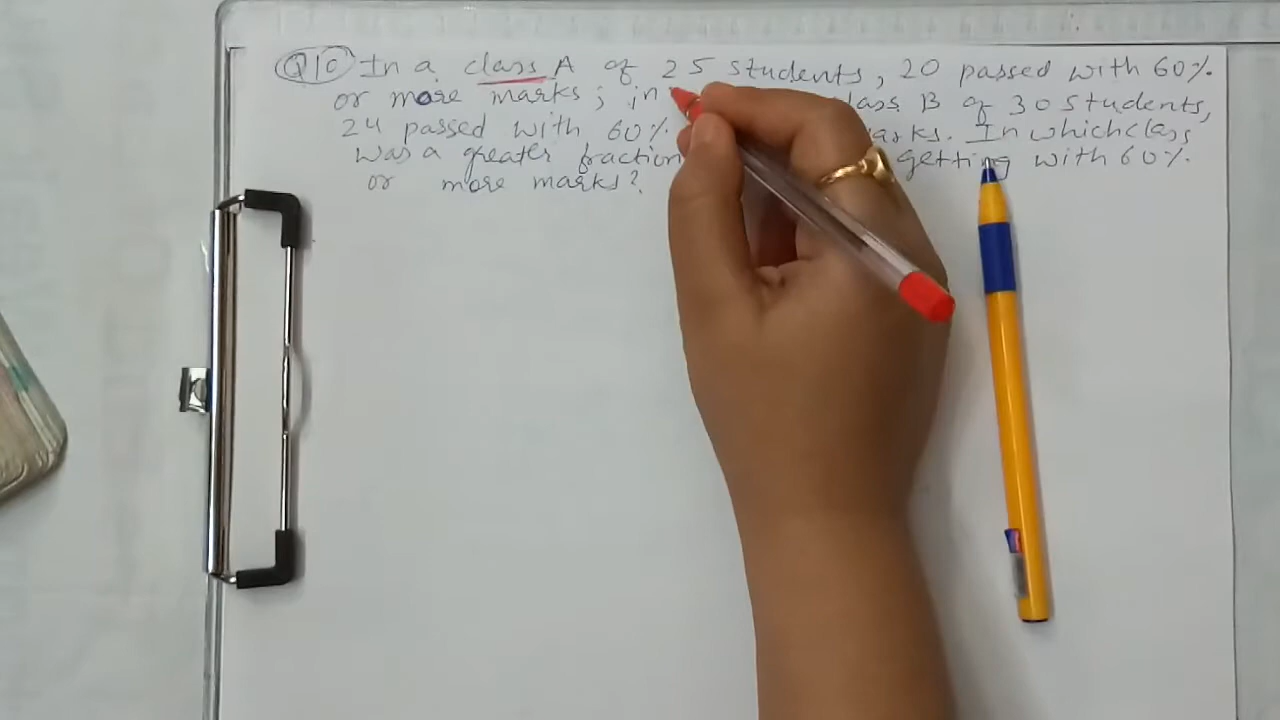 Q10 In a class A of 25 students, 20 passed with 60%
or more marks; in class B of 30 students,
24 passed with 60% marks. In which class
was a greater fraction getting with 60%
or more marks?